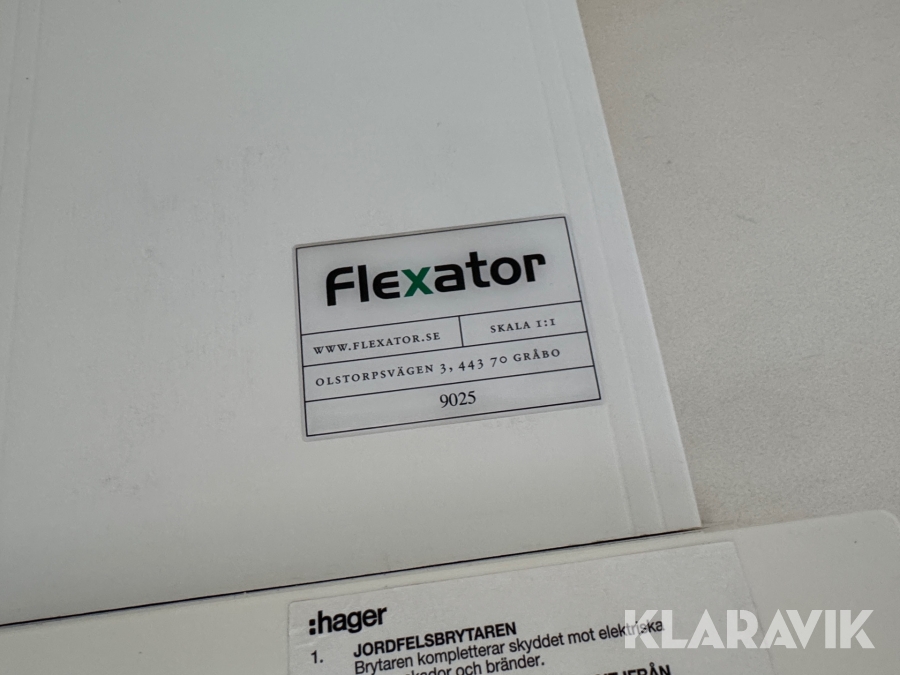 Flexator
WWW.FLEXATOR.SE
SKALA 1:1
OLSTORPSVÄGEN 3, 443 70 GRÅBO
9025
:hager
1. JORDFELSBRYTAREN
Brytaren kompletterar skyddet mot elektriska
och bränder.
KLARAVIK